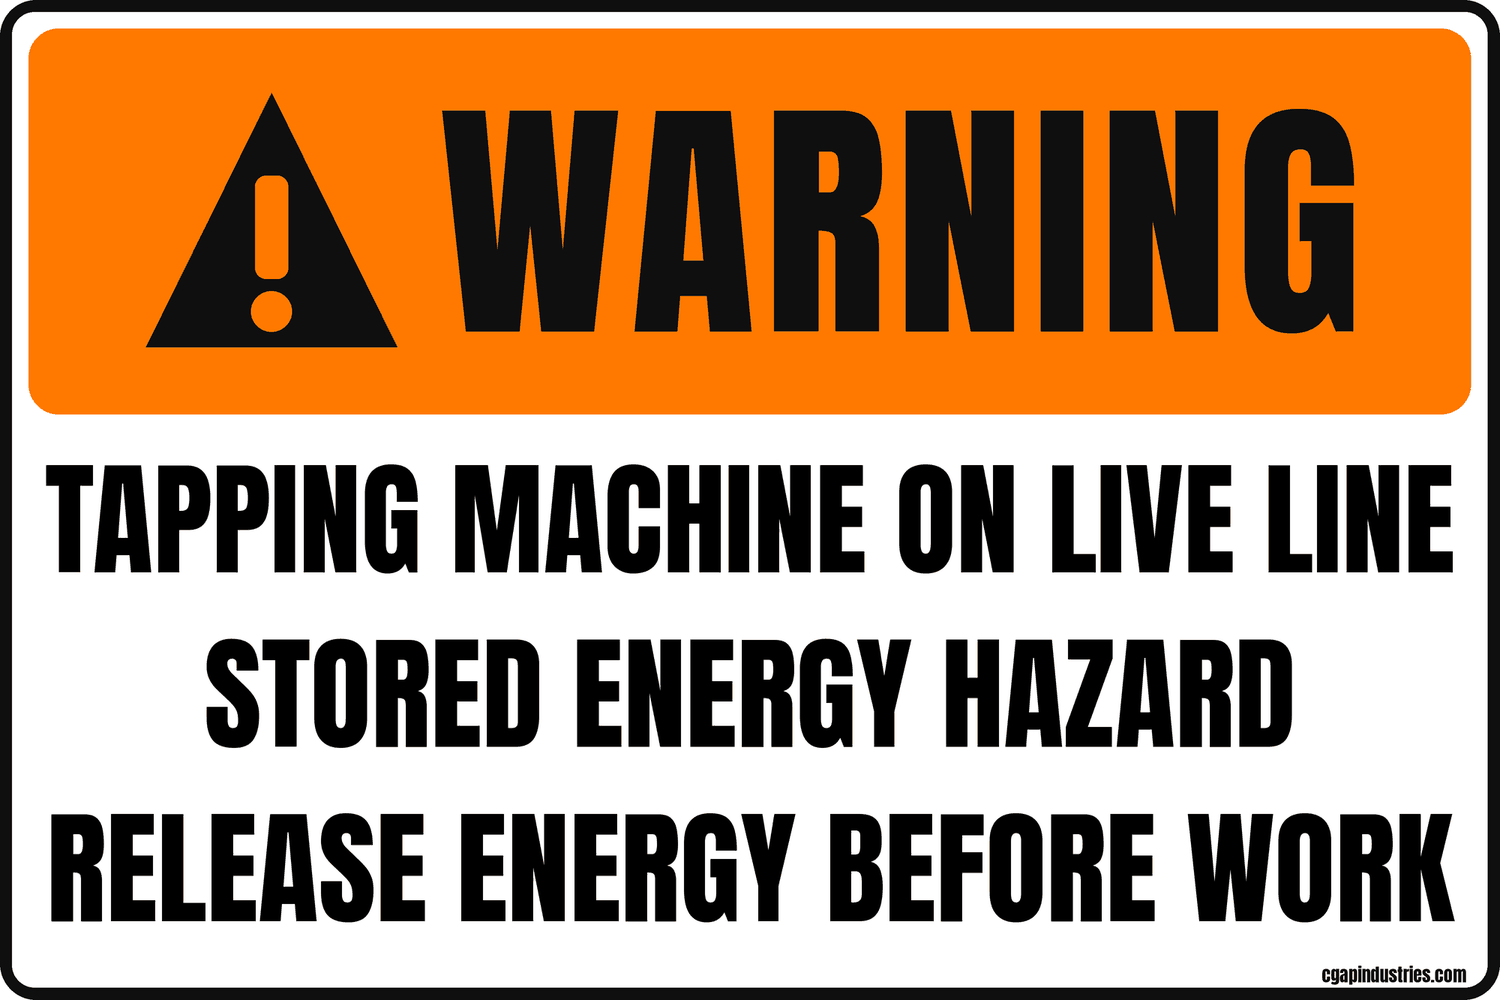 WARNING
TAPPING MACHINE ON LIVE LINE
STORED ENERGY HAZARD
RELEASE ENERGY BEFORE WORK
cgapindustries.com